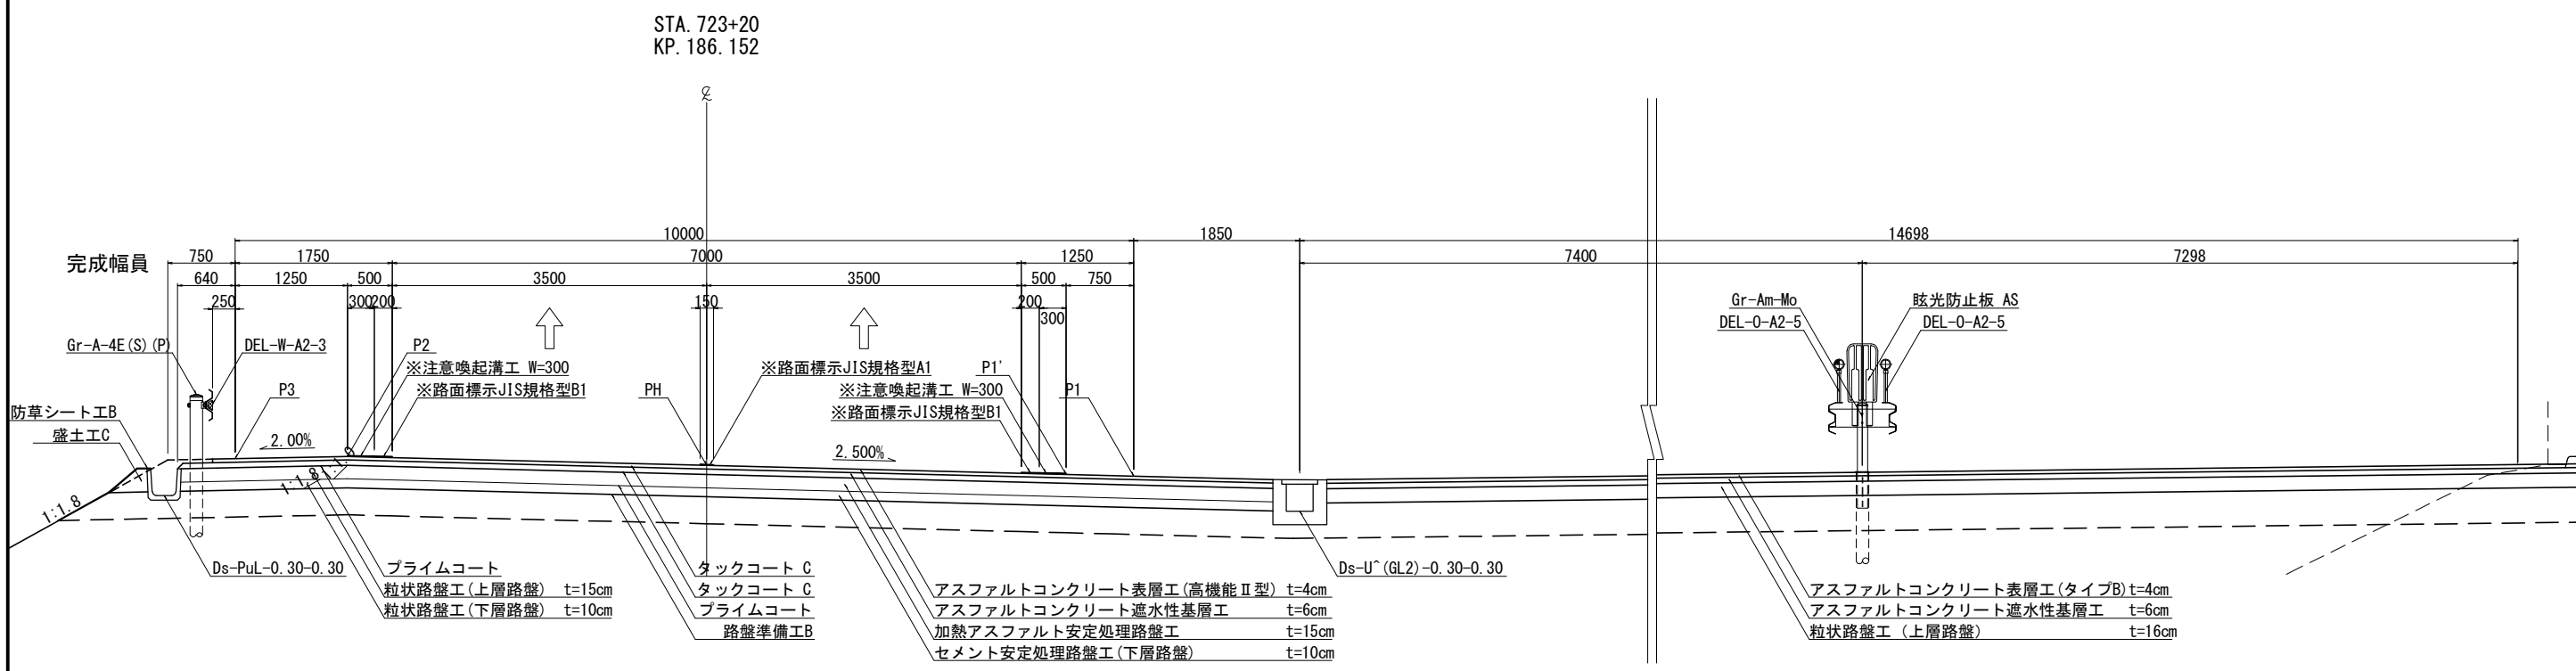 STA. 723+20
KP. 186. 152
℄
10000
1850
14698
完成幅員
750
1750
7000
1250
7400
7298
640
1250
500
3500
3500
500
750
250
300
200
150
200
300
Gr-Am-Mo
眩光防止板 AS
DEL-O-A2-5
DEL-O-A2-5
Gr-A-4E(S)(P)
DEL-W-A2-3
P2
※注意喚起溝工 W=300
※路面標示JIS規格型B1
P3
PH
※路面標示JIS規格型A1
P1'
※注意喚起溝工 W=300
P1
※路面標示JIS規格型B1
防草シート工B
盛土工C
2.00%
2.500%
1:1.8
1:1.8
Ds-PuL-0.30-0.30
プライムコート
粒状路盤工(上層路盤) t=15cm
粒状路盤工(下層路盤) t=10cm
タックコート C
タックコート C
プライムコート
路盤準備工B
アスファルトコンクリート表層工(高機能Ⅱ型) t=4cm
アスファルトコンクリート遮水性基層工 t=6cm
加熱アスファルト安定処理路盤工 t=15cm
セメント安定処理路盤工(下層路盤) t=10cm
Ds-U^(GL2)-0.30-0.30
アスファルトコンクリート表層工(タイプB)t=4cm
アスファルトコンクリート遮水性基層工 t=6cm
粒状路盤工 (上層路盤) t=16cm